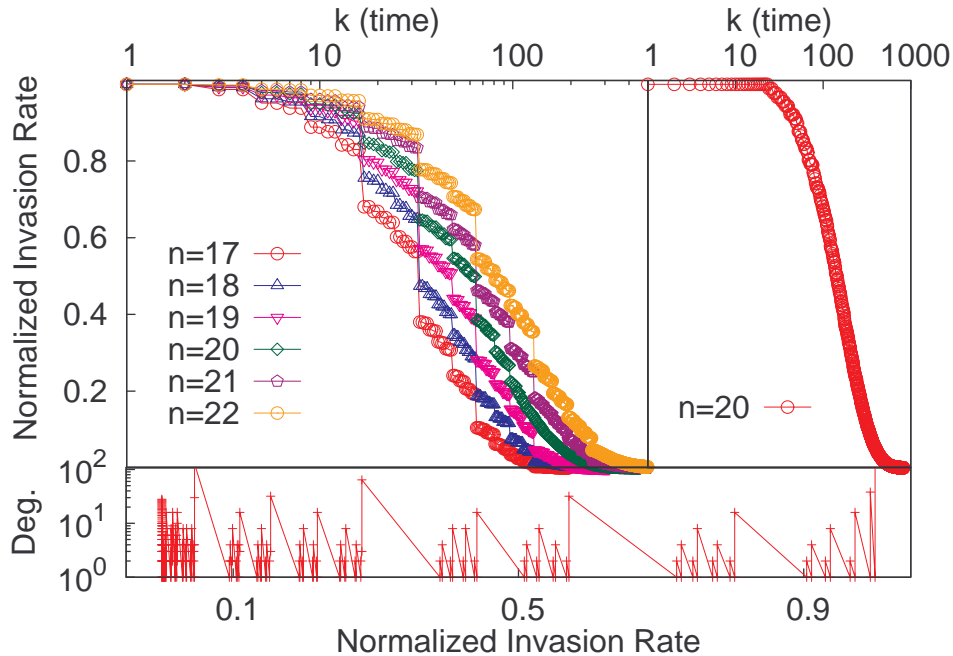 k (time) k (time)
1 10 100 1 10 100 1000
Normalized Invasion Rate
0.8
0.6
0.4
0.2
n=17
n=18
n=19
n=20
n=21
n=22
n=20
Deg.
10²
10¹
10⁰
0.1 0.5 0.9
Normalized Invasion Rate